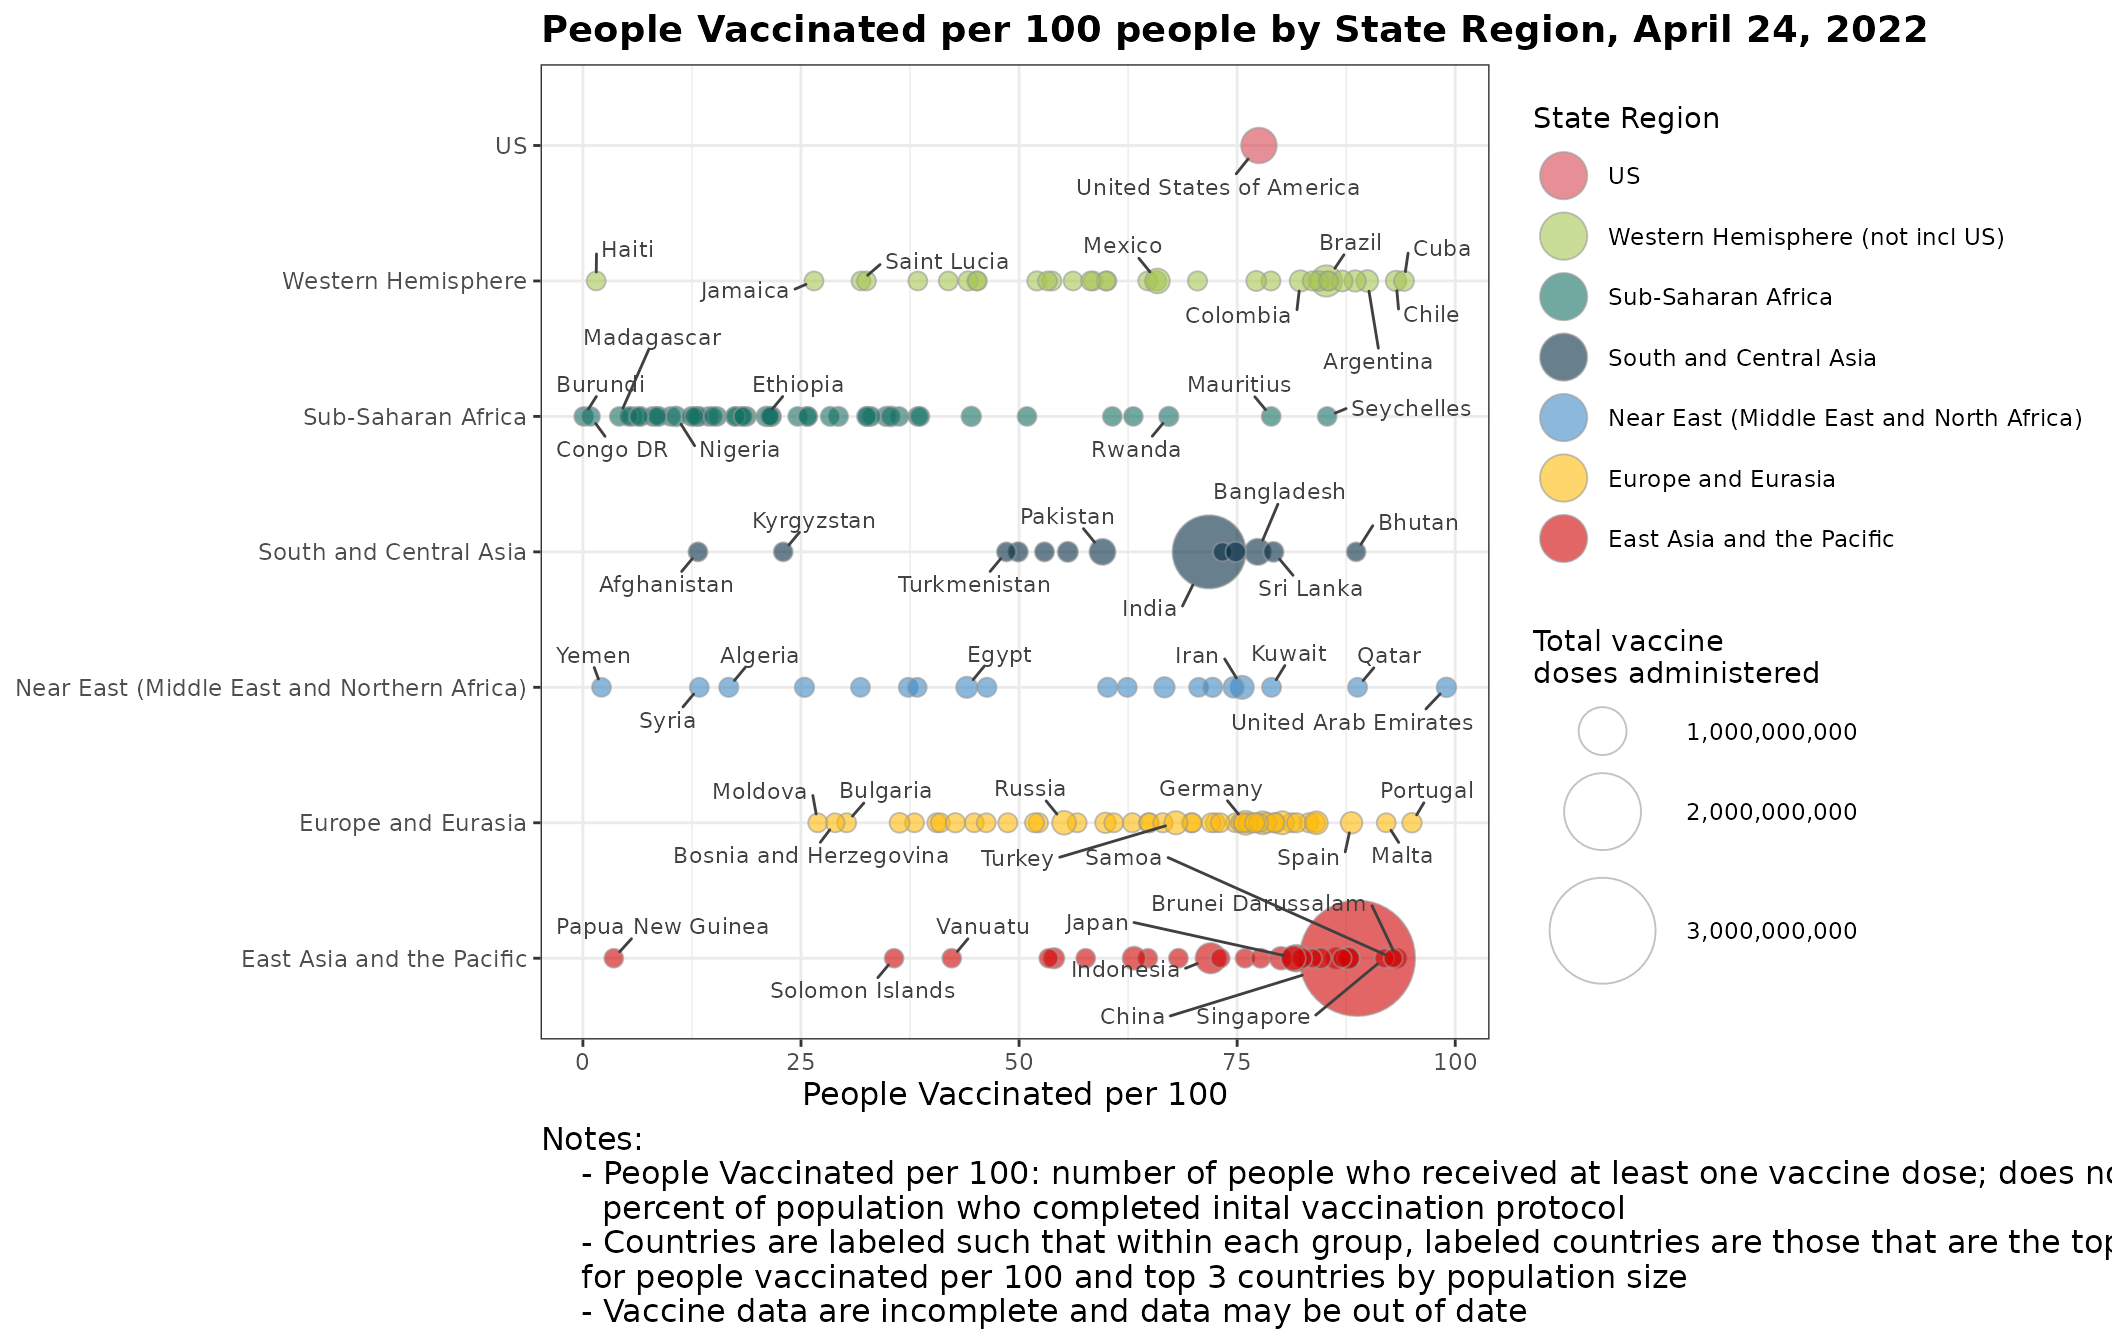 People Vaccinated per 100 people by State Region, April 24, 2022
US
United States of America
Western Hemisphere
Haiti
Jamaica
Saint Lucia
Mexico
Brazil
Cuba
Colombia
Chile
Argentina
Sub-Saharan Africa
Madagascar
Burundi
Ethiopia
Mauritius
Seychelles
Congo DR
Nigeria
Rwanda
South and Central Asia
Bangladesh
Kyrgyzstan
Pakistan
Bhutan
Afghanistan
Turkmenistan
Sri Lanka
India
Near East (Middle East and Northern Africa)
Yemen
Algeria
Egypt
Iran
Kuwait
Qatar
Syria
United Arab Emirates
Europe and Eurasia
Moldova
Bulgaria
Russia
Germany
Portugal
Bosnia and Herzegovina
Turkey
Spain
Malta
East Asia and the Pacific
Samoa
Brunei Darussalam
Papua New Guinea
Vanuatu
Japan
Indonesia
Solomon Islands
China
Singapore
0
25
50
75
100
People Vaccinated per 100
State Region
US
Western Hemisphere (not incl US)
Sub-Saharan Africa
South and Central Asia
Near East (Middle East and North Africa)
Europe and Eurasia
East Asia and the Pacific
Total vaccine
doses administered
1,000,000,000
2,000,000,000
3,000,000,000
Notes:
- People Vaccinated per 100: number of people who received at least one vaccine dose; does
percent of population who completed inital vaccination protocol
- Countries are labeled such that within each group, labeled countries are those that are the top
for people vaccinated per 100 and top 3 countries by population size
- Vaccine data are incomplete and data may be out of date